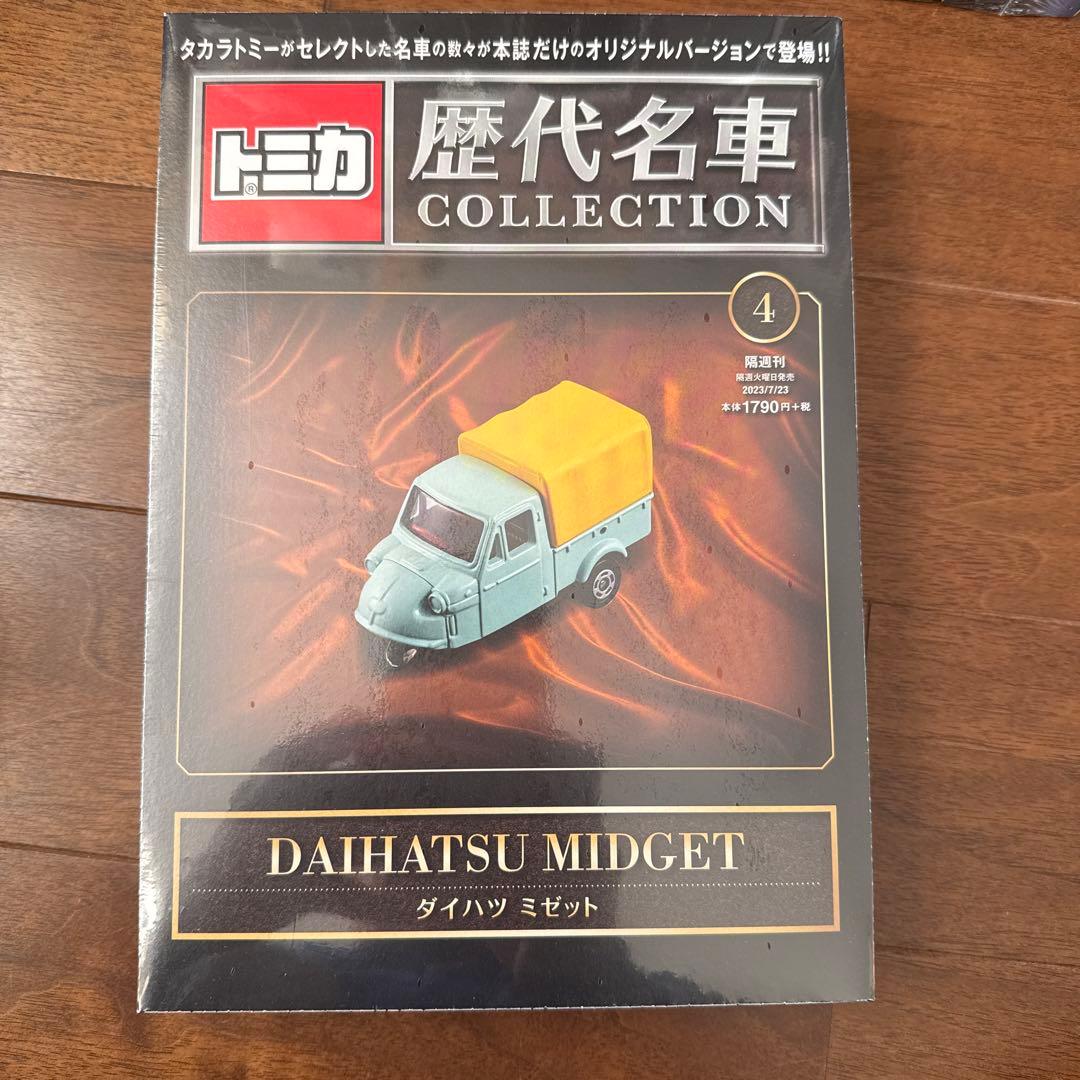 タカラトミーがセレクトした名車の数々が本誌だけのオリジナルバージョンで登場!!
トミカ®
歴代名車
COLLECTION
4
隔週刊
隔週火曜日発売
2023/7/23
本体1790円+税
DAIHATSU MIDGET
ダイハツ ミゼット